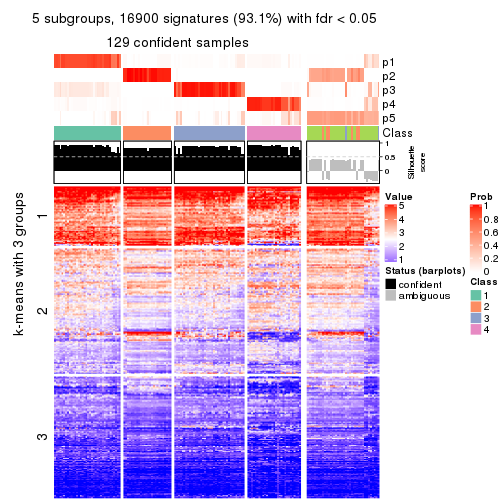 5 subgroups, 16900 signatures (93.1%) with fdr < 0.05
129 confident samples
p1
p2
p3
p4
p5
Class
1
0.5
0
Silhouette score
k-means with 3 groups
1
2
3
Value
5
4
3
2
1
Status (barplots)
confident
ambiguous
Prob
1
0.8
0.6
0.4
0.2
0
Class
1
2
3
4